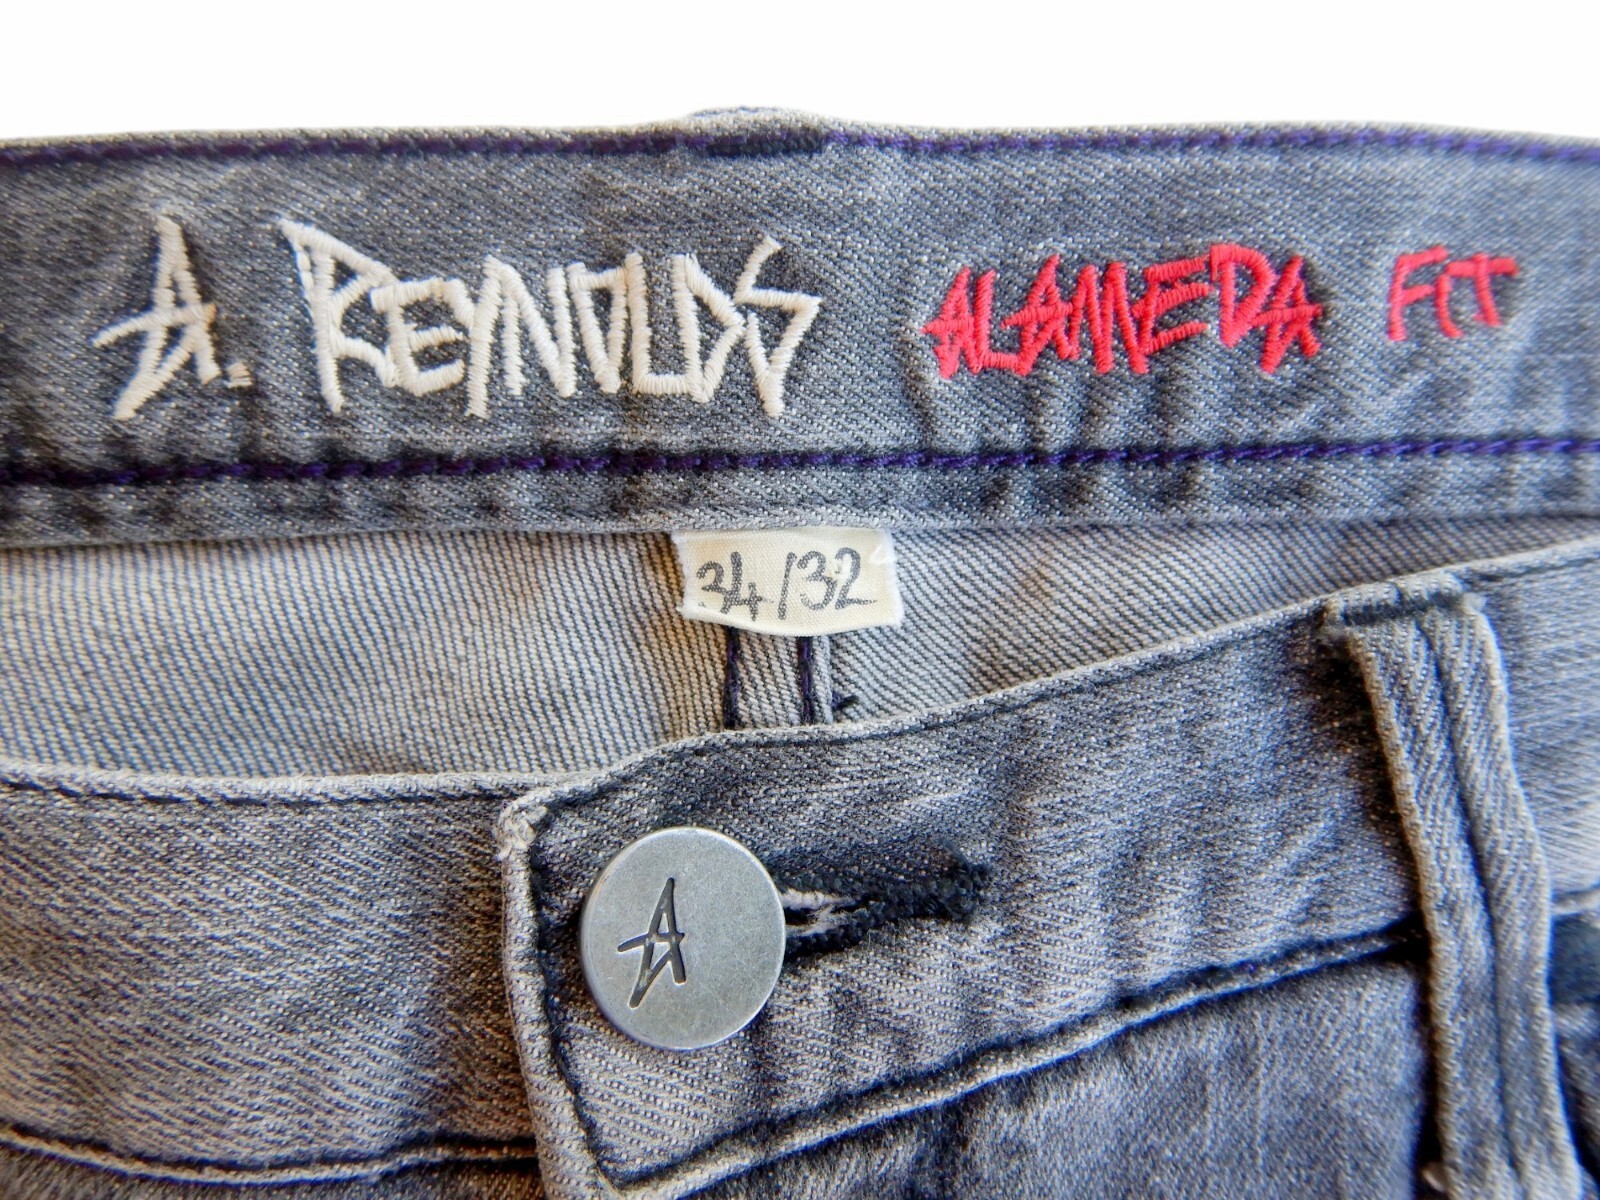 A. REYNOLDS ALAMEDA FIT
34/32
A